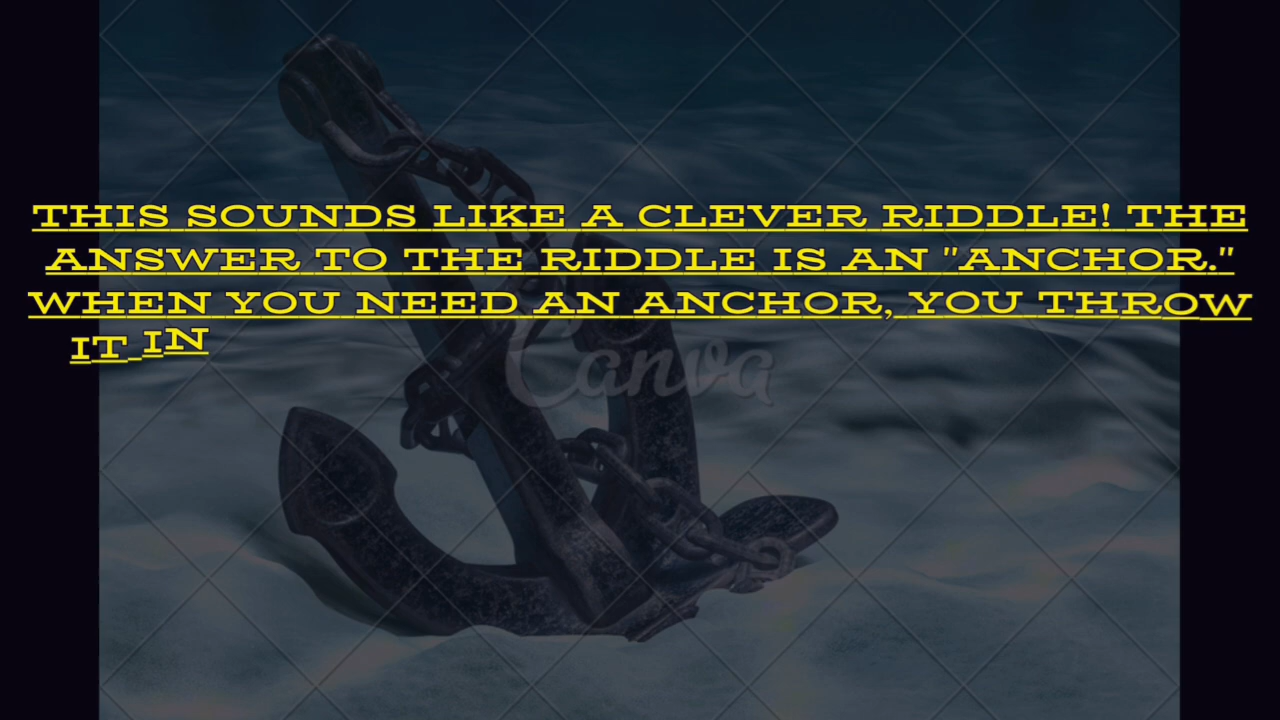 THIS SOUNDS LIKE A CLEVER RIDDLE! THE
ANSWER TO THE RIDDLE IS AN "ANCHOR."
WHEN YOU NEED AN ANCHOR, YOU THROW
IT IN
Canva